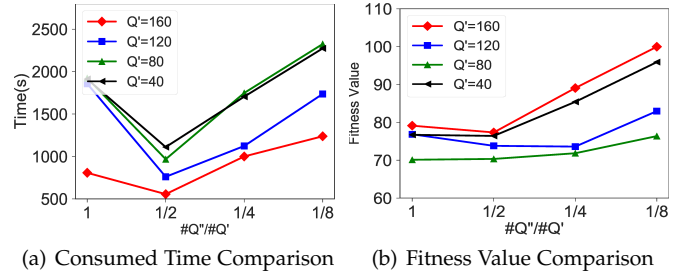 Q'=160
Q'=120
Q'=80
Q'=40
2500
2000
1500
1000
500
Time(s)
1
1/2
1/4
1/8
#Q''/#Q'
(a) Consumed Time Comparison
Q'=160
Q'=120
Q'=80
Q'=40
110
100
90
80
70
60
Fitness Value
1
1/2
1/4
1/8
#Q''/#Q'
(b) Fitness Value Comparison